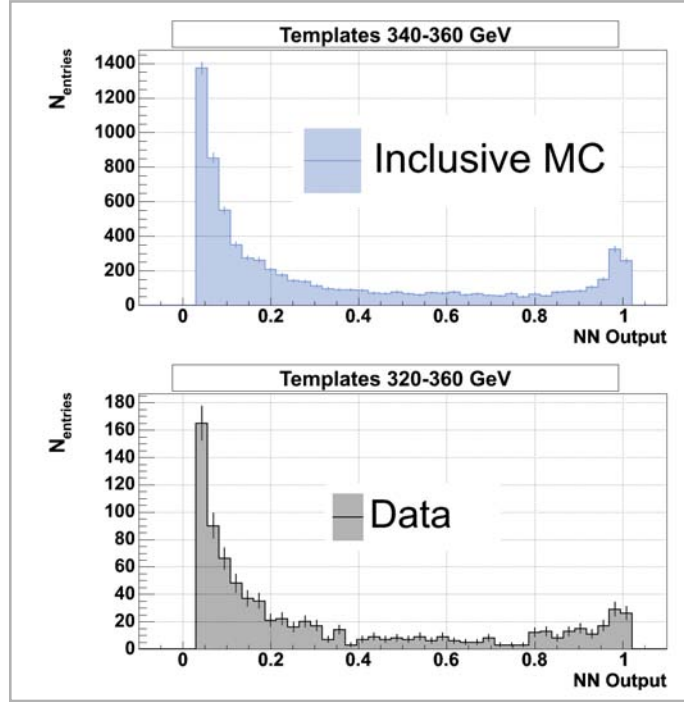 Templates 340-360 GeV
N_entries
1400
1200
1000
800
600
400
200
0
Inclusive MC
0 0.2 0.4 0.6 0.8 1
NN Output
Templates 320-360 GeV
N_entries
180
160
140
120
100
80
60
40
20
0
Data
0 0.2 0.4 0.6 0.8 1
NN Output